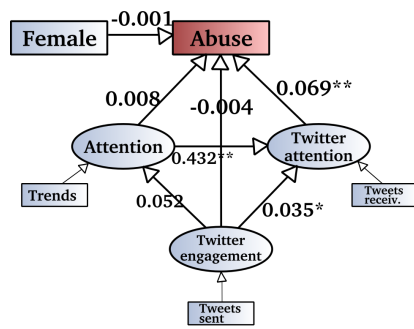 -0.001
Female
Abuse
0.008
-0.004
0.069**
Attention
0.432**
Twitter
attention
Trends
Tweets
receiv.
0.052
0.035*
Twitter
engagement
Tweets
sent